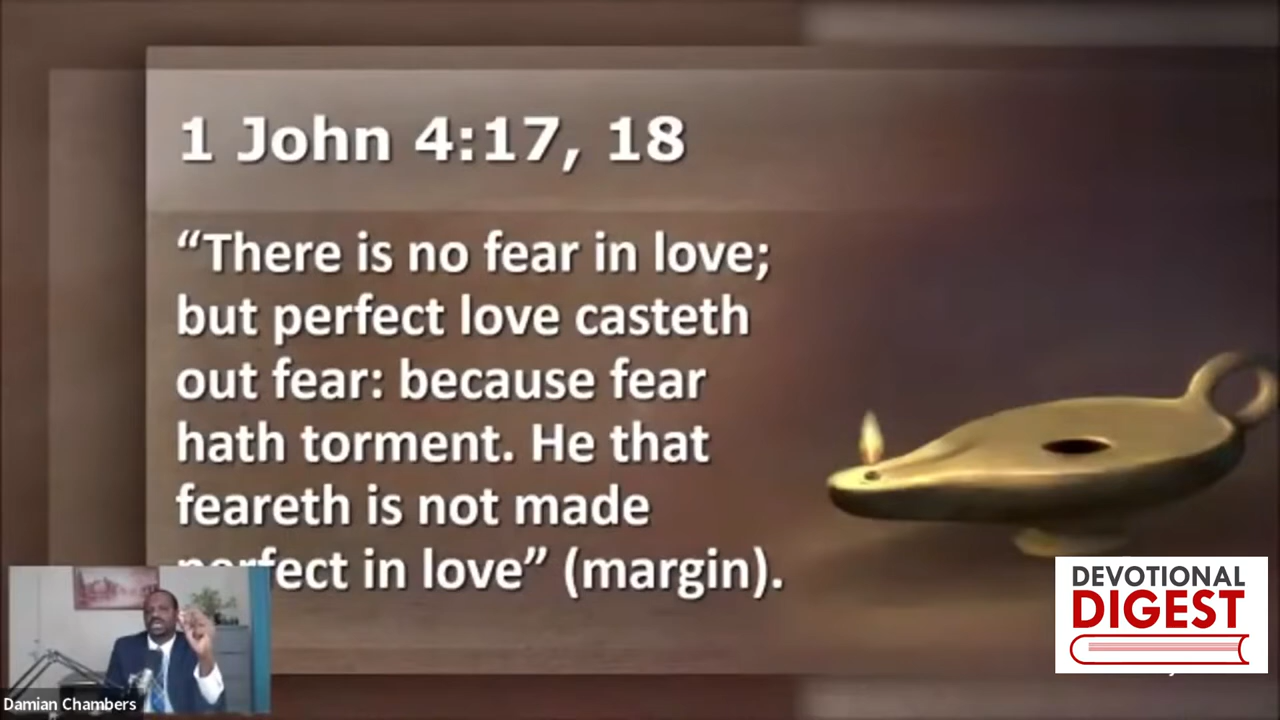 1 John 4:17, 18
“There is no fear in love;
but perfect love casteth
out fear: because fear
hath torment. He that
feareth is not made
perfect in love” (margin).
Damian Chambers
DEVOTIONAL
DIGEST